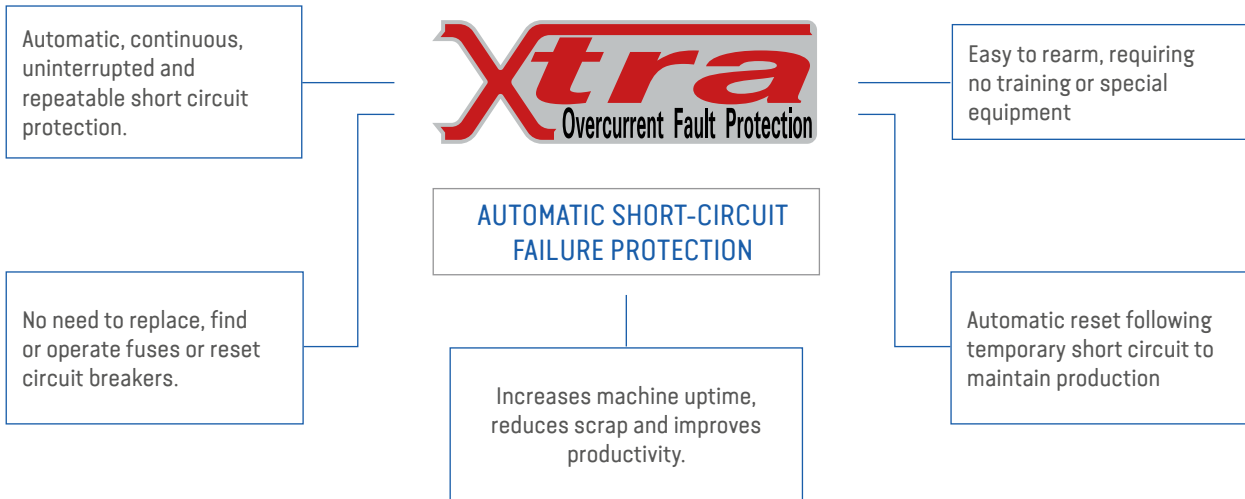 Automatic, continuous,
uninterrupted and
repeatable short circuit
protection.
Xtra
Overcurrent Fault Protection
Easy to rearm, requiring
no training or special
equipment
AUTOMATIC SHORT-CIRCUIT
FAILURE PROTECTION
No need to replace, find
or operate fuses or reset
circuit breakers.
Increases machine uptime,
reduces scrap and improves
productivity.
Automatic reset following
temporary short circuit to
maintain production